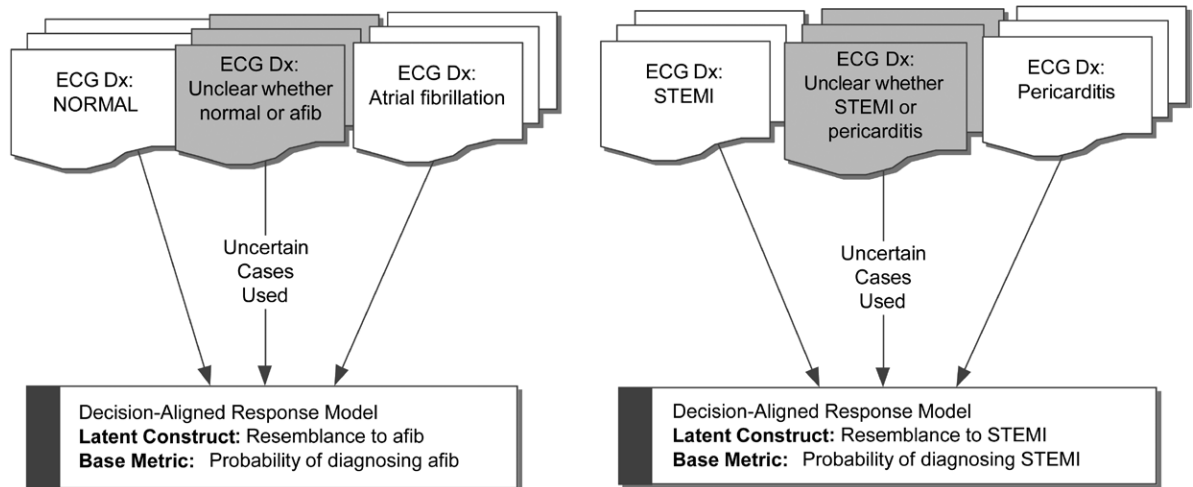 ECG Dx:
NORMAL
ECG Dx:
Unclear whether
normal or afib
ECG Dx:
Atrial fibrillation
Uncertain
Cases
Used
Decision-Aligned Response Model
Latent Construct: Resemblance to afib
Base Metric: Probability of diagnosing afib
ECG Dx:
STEMI
ECG Dx:
Unclear whether
STEMI or
pericarditis
ECG Dx:
Pericarditis
Uncertain
Cases
Used
Decision-Aligned Response Model
Latent Construct: Resemblance to STEMI
Base Metric: Probability of diagnosing STEMI